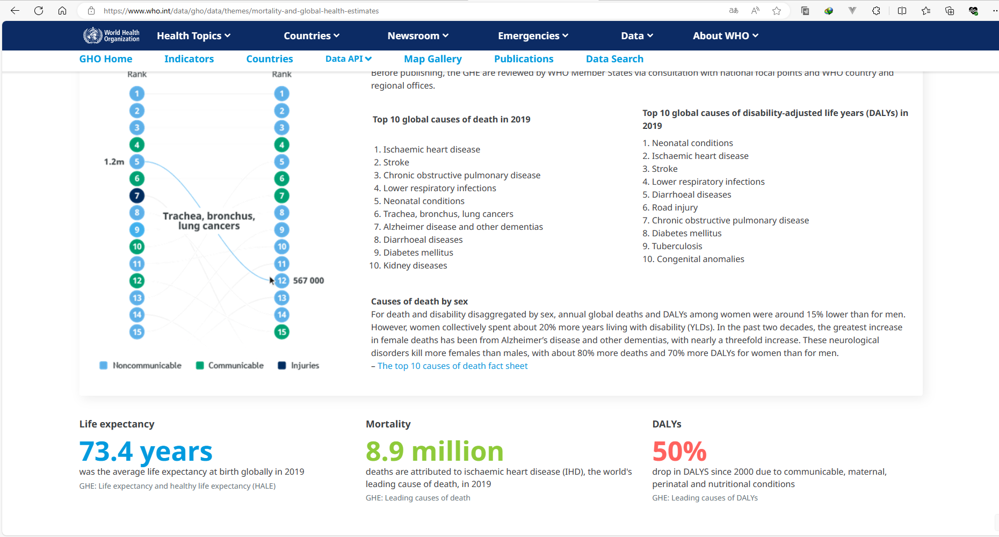 https://www.who.int/data/gho/data/themes/mortality-and-global-health-estimates
World Health
Organization
Health Topics
Countries
Newsroom
Emergencies
Data
About WHO
GHO Home
Indicators
Countries
Data API
Map Gallery
Publications
Data Search
Rank
Rank
1
2
3
4
1.2m 5
6
7
8
9
10
11
12
13
14
15
1
2
3
4
5
6
7
8
9
10
11
12 567 000
13
14
15
Trachea, bronchus,
lung cancers
Noncommunicable
Communicable
Injuries
Before publishing, the GHE are reviewed by WHO Member States via consultation with national focal points and WHO country and
regional offices.
Top 10 global causes of death in 2019
1. Ischaemic heart disease
2. Stroke
3. Chronic obstructive pulmonary disease
4. Lower respiratory infections
5. Neonatal conditions
6. Trachea, bronchus, lung cancers
7. Alzheimer disease and other dementias
8. Diarrhoeal diseases
9. Diabetes mellitus
10. Kidney diseases
Top 10 global causes of disability-adjusted life years (DALYs) in
2019
1. Neonatal conditions
2. Ischaemic heart disease
3. Stroke
4. Lower respiratory infections
5. Diarrhoeal diseases
6. Road injury
7. Chronic obstructive pulmonary disease
8. Diabetes mellitus
9. Tuberculosis
10. Congenital anomalies
Causes of death by sex
For death and disability disaggregated by sex, annual global deaths and DALYs among women were around 15% lower than for men.
However, women collectively spent about 20% more years living with disability (YLDs). In the past two decades, the greatest increase
in female deaths has been from Alzheimer’s disease and other dementias, with nearly a threefold increase. These neurological
disorders kill more females than males, with about 80% more deaths and 70% more DALYs for women than for men.
– The top 10 causes of death fact sheet
Life expectancy
73.4 years
was the average life expectancy at birth globally in 2019
GHE: Life expectancy and healthy life expectancy (HALE)
Mortality
8.9 million
deaths are attributed to ischaemic heart disease (IHD), the world's
leading cause of death, in 2019
GHE: Leading causes of death
DALYs
50%
drop in DALYS since 2000 due to communicable, maternal,
perinatal and nutritional conditions
GHE: Leading causes of DALYs